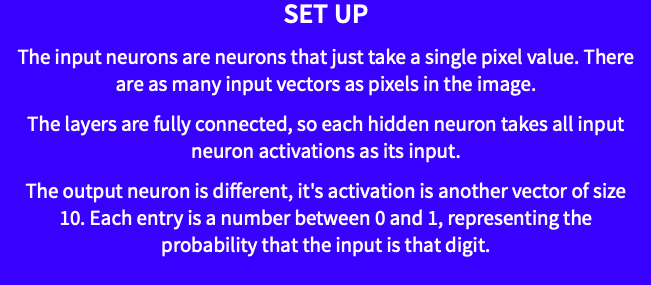 SET UP
The input neurons are neurons that just take a single pixel value. There
are as many input vectors as pixels in the image.
The layers are fully connected, so each hidden neuron takes all input
neuron activations as its input.
The output neuron is different, it's activation is another vector of size
10. Each entry is a number between 0 and 1, representing the
probability that the input is that digit.